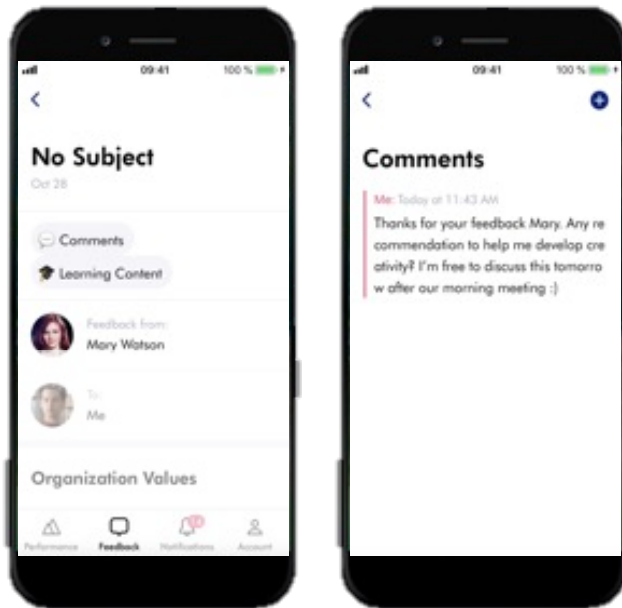 09:41
100 %
No Subject
Oct 28
Comments
Learning Content
Feedback from:
Mary Watson
To:
Me
Organization Values
Performance
Feedback
Notifications
Account
09:41
100 %
Comments
Me: Today at 11:43 AM
Thanks for your feedback Mary. Any re
commendation to help me develop cre
ativity? I'm free to discuss this tomorro
w after our morning meeting :)